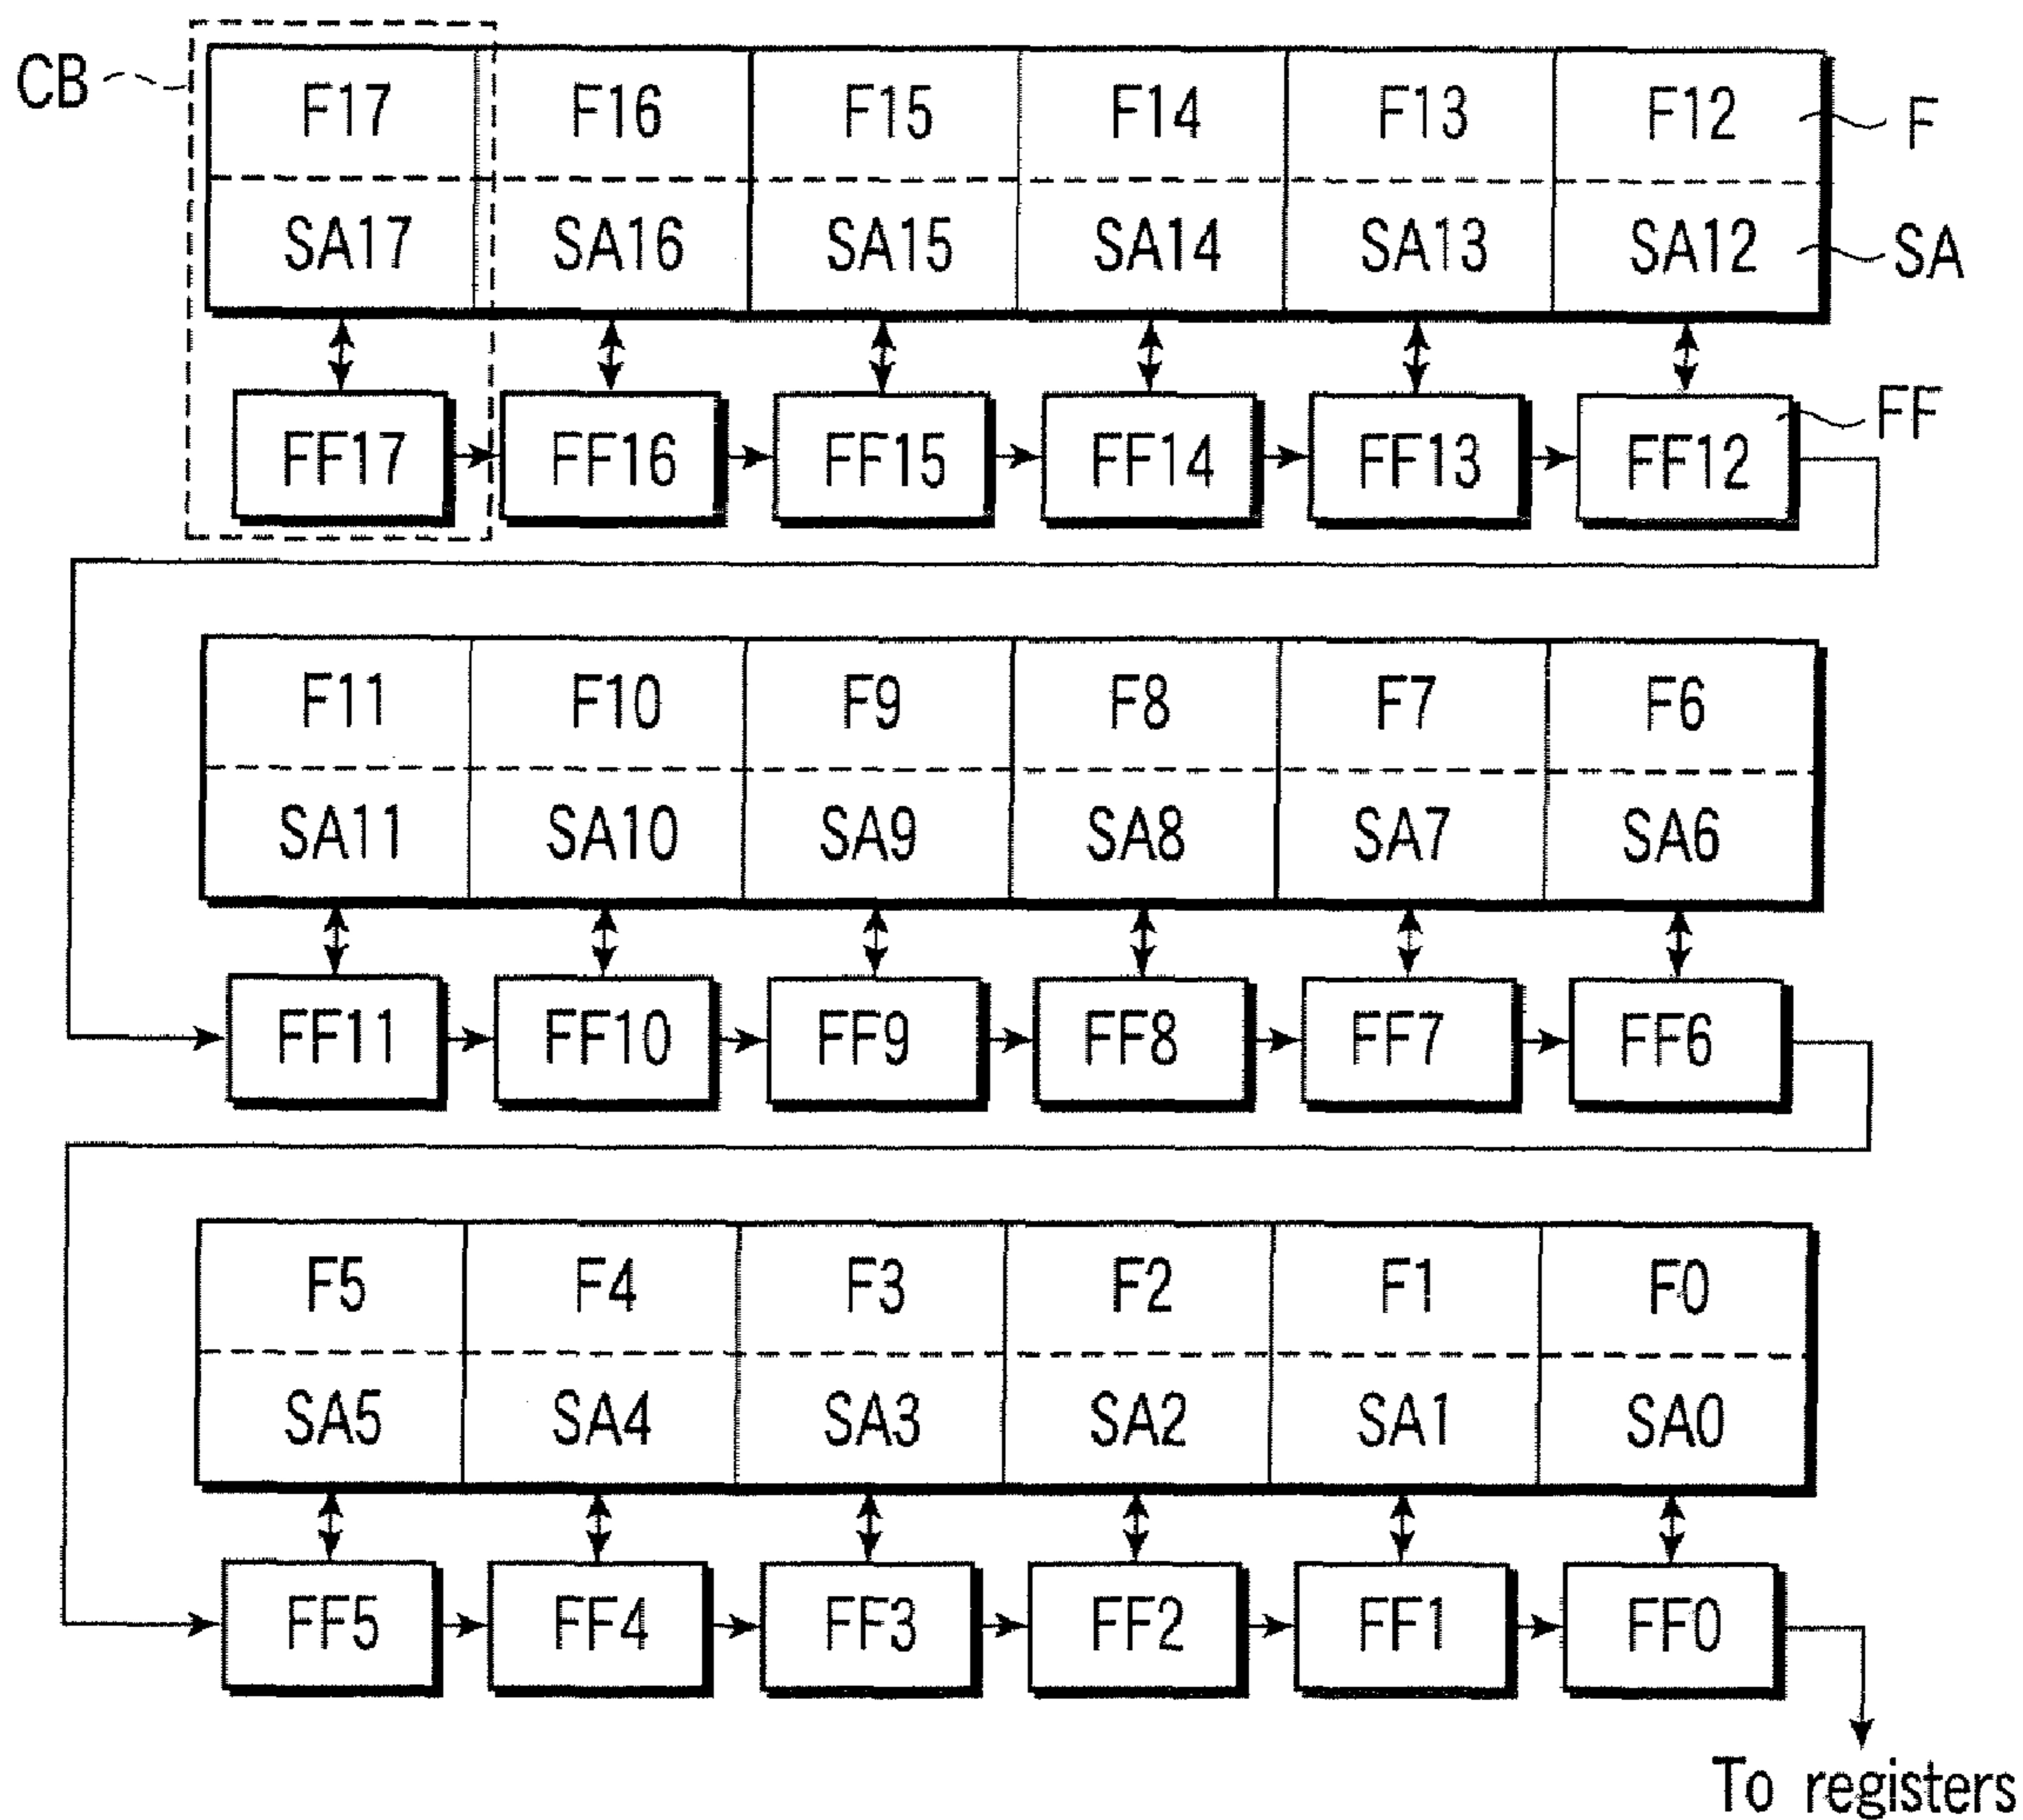 CB
F17 F16 F15 F14 F13 F12 F
SA17 SA16 SA15 SA14 SA13 SA12 SA
FF17 FF16 FF15 FF14 FF13 FF12 FF
F11 F10 F9 F8 F7 F6
SA11 SA10 SA9 SA8 SA7 SA6
FF11 FF10 FF9 FF8 FF7 FF6
F5 F4 F3 F2 F1 F0
SA5 SA4 SA3 SA2 SA1 SA0
FF5 FF4 FF3 FF2 FF1 FF0
To registers